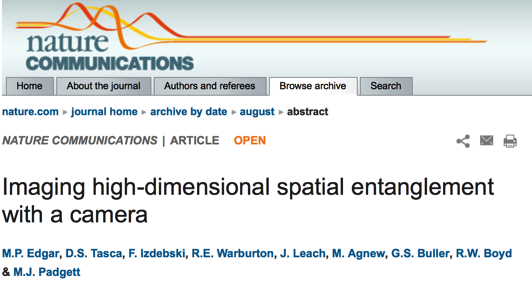 nature
COMMUNICATIONS
Home About the journal Authors and referees Browse archive Search
nature.com ▸ journal home ▸ archive by date ▸ august ▸ abstract
NATURE COMMUNICATIONS | ARTICLE OPEN
Imaging high-dimensional spatial entanglement
with a camera
M.P. Edgar, D.S. Tasca, F. Izdebski, R.E. Warburton, J. Leach, M. Agnew, G.S. Buller, R.W. Boyd
& M.J. Padgett